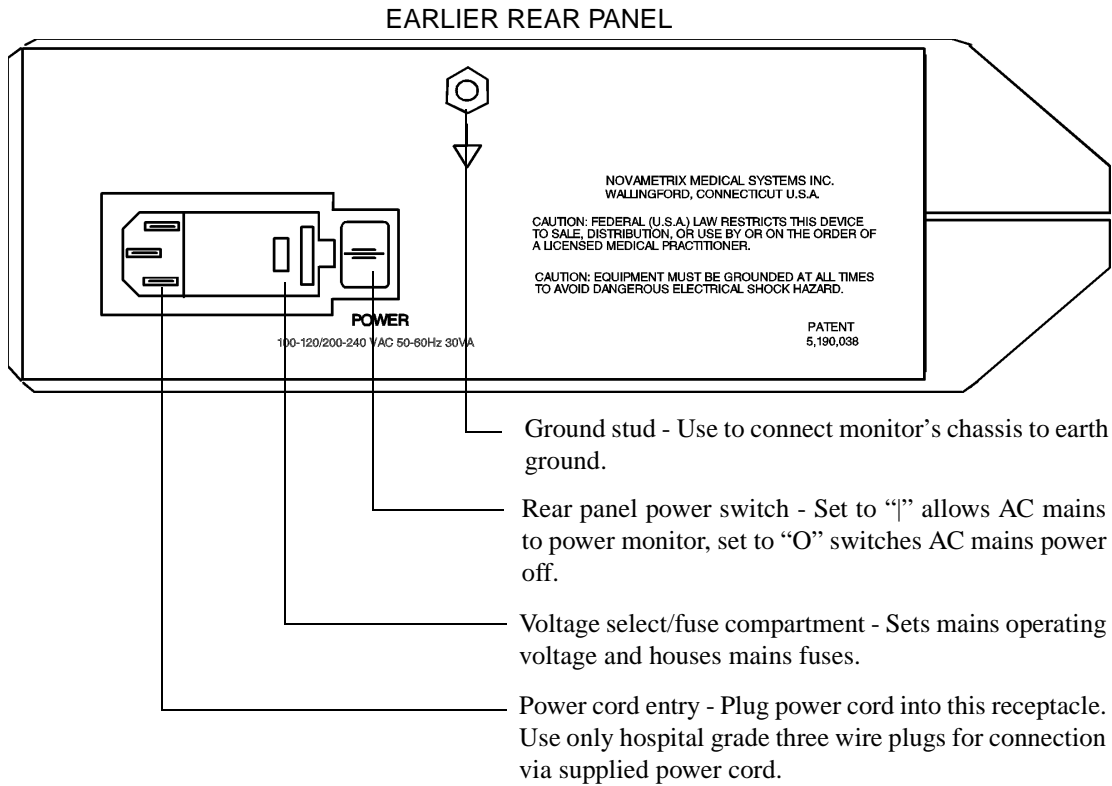 EARLIER REAR PANEL
NOVAMETRIX MEDICAL SYSTEMS INC.
WALLINGFORD, CONNECTICUT U.S.A.
CAUTION: FEDERAL (U.S.A.) LAW RESTRICTS THIS DEVICE
TO SALE, DISTRIBUTION, OR USE BY OR ON THE ORDER OF
A LICENSED MEDICAL PRACTITIONER.
CAUTION: EQUIPMENT MUST BE GROUNDED AT ALL TIMES
TO AVOID DANGEROUS ELECTRICAL SHOCK HAZARD.
PATENT
5,190,038
POWER
100-120/200-240 VAC 50-60Hz 30VA
Ground stud - Use to connect monitor’s chassis to earth
ground.
Rear panel power switch - Set to “|” allows AC mains
to power monitor, set to “O” switches AC mains power
off.
Voltage select/fuse compartment - Sets mains operating
voltage and houses mains fuses.
Power cord entry - Plug power cord into this receptacle.
Use only hospital grade three wire plugs for connection
via supplied power cord.